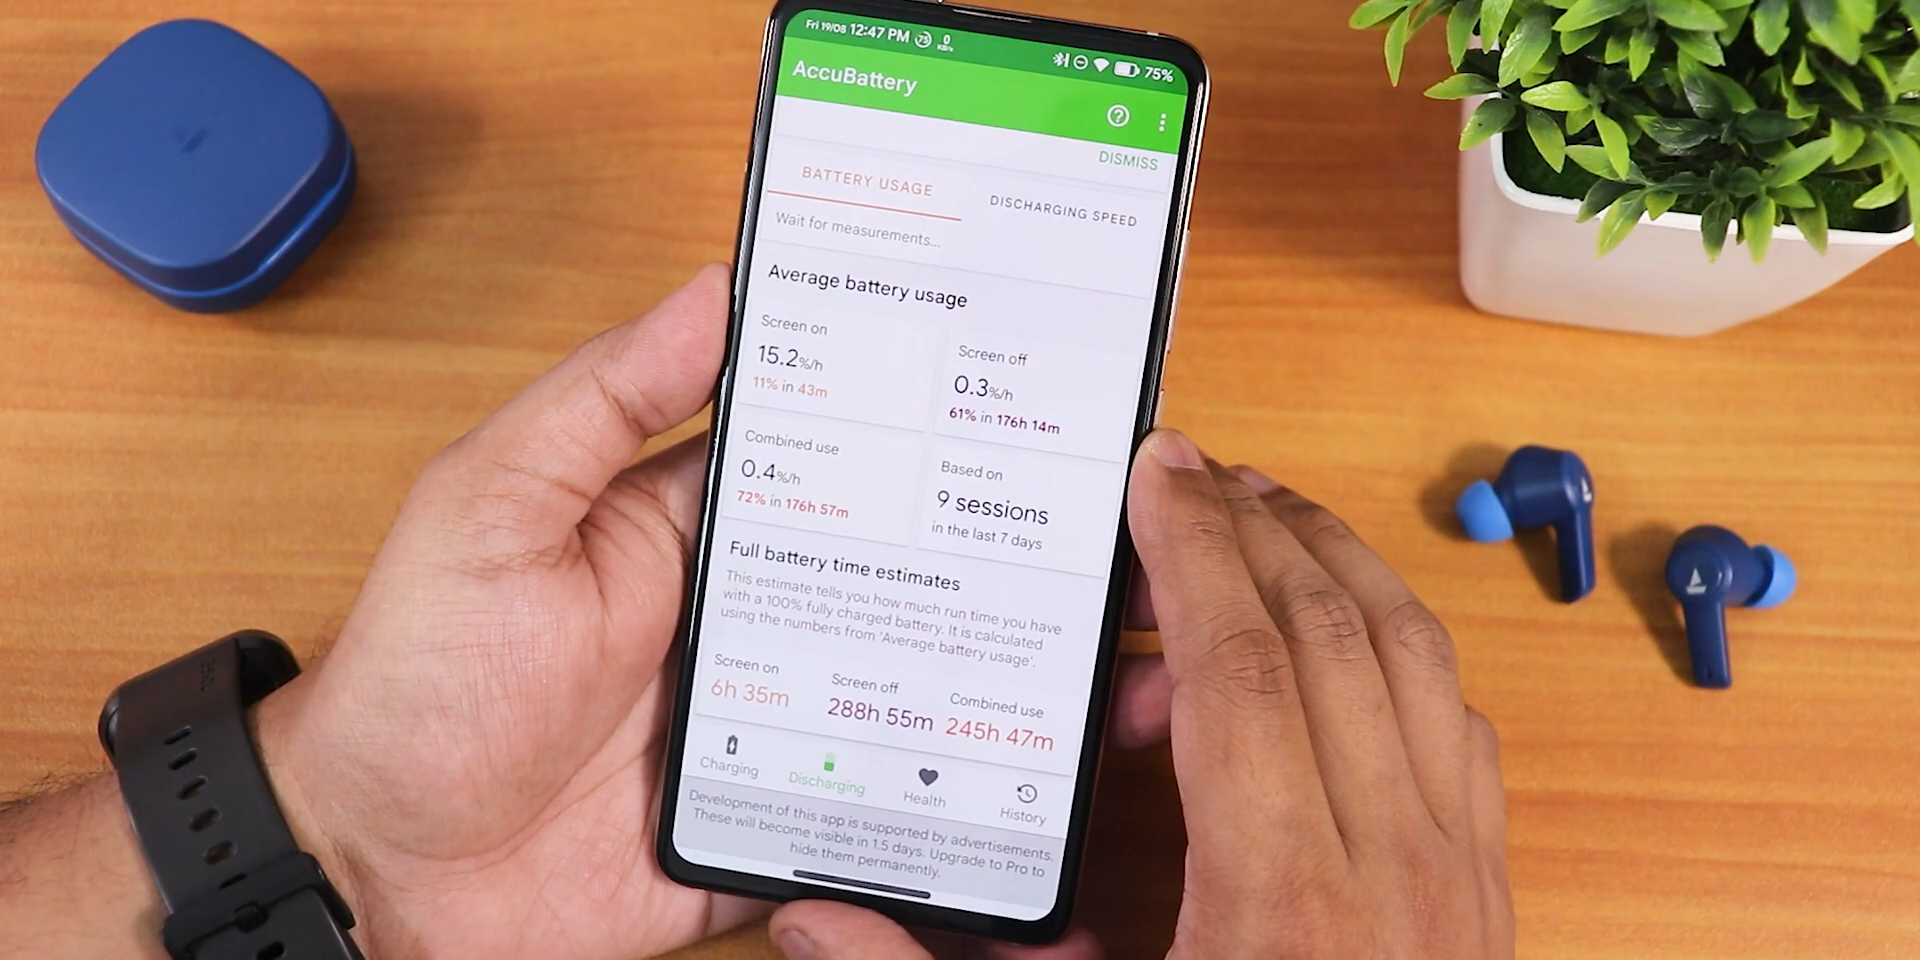 Fri 19/08 12:47 PM 75 0 KB/s 75%
AccuBattery
DISMISS
BATTERY USAGE DISCHARGING SPEED
Wait for measurements...
Average battery usage
Screen on
15.2%/h
11% in 43m
Screen off
0.3%/h
61% in 176h 14m
Combined use
0.4%/h
72% in 176h 57m
Based on
9 sessions
in the last 7 days
Full battery time estimates
This estimate tells you how much run time you have
with a 100% fully charged battery. It is calculated
using the numbers from 'Average battery usage'.
Screen on
6h 35m
Screen off
288h 55m
Combined use
245h 47m
Charging Discharging Health History
Development of this app is supported by advertisements.
These will become visible in 1.5 days. Upgrade to Pro to
hide them permanently.